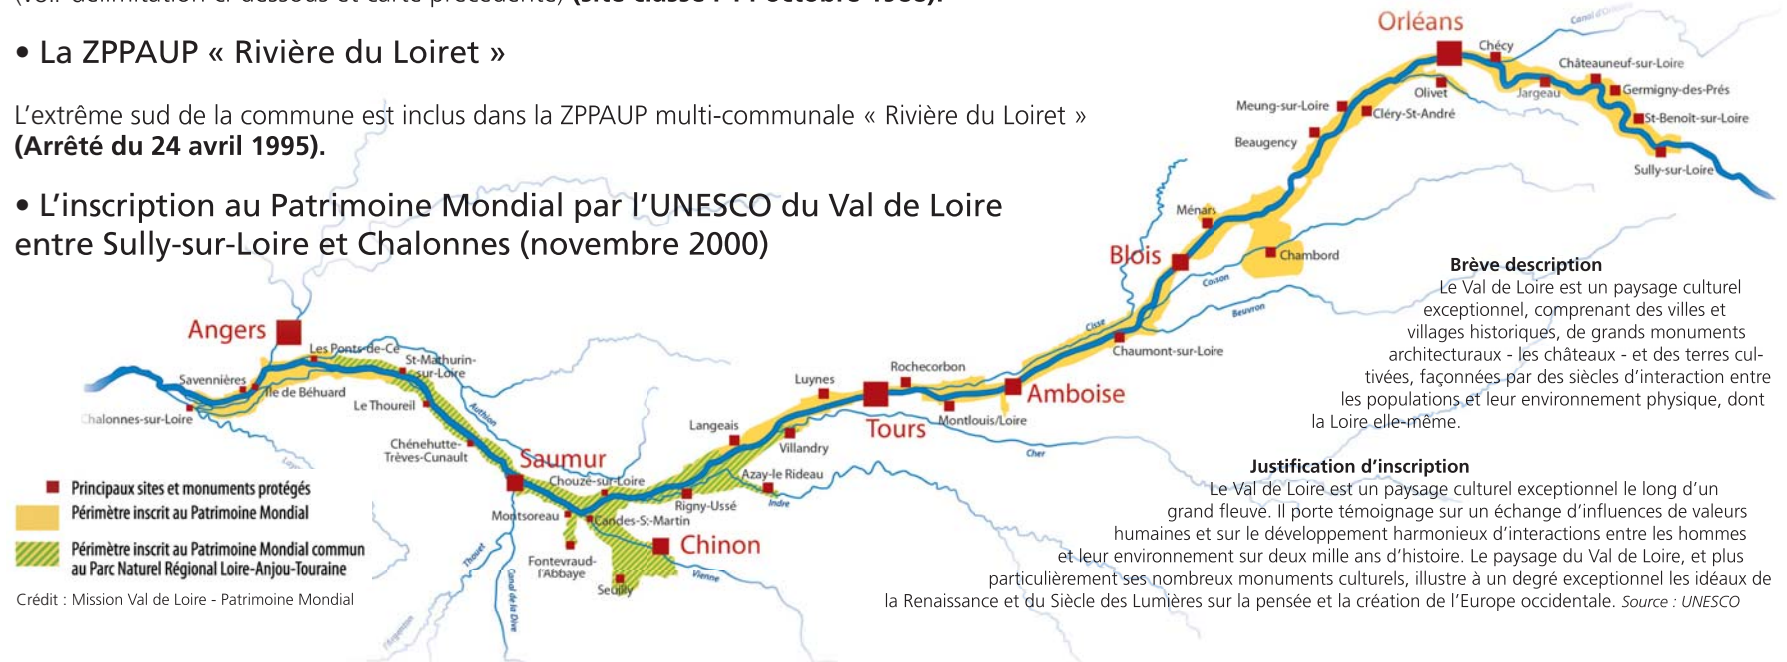 • La ZPPAUP « Rivière du Loiret »
L'extrême sud de la commune est inclus dans la ZPPAUP multi-communale « Rivière du Loiret »
(Arrêté du 24 avril 1995).
• L'inscription au Patrimoine Mondial par l'UNESCO du Val de Loire
entre Sully-sur-Loire et Chalonnes (novembre 2000)
Orléans
Chécy
Canal d'Orléans
Châteauneuf-sur-Loire
Olivet
Jargeau
Germigny-des-Prés
Meung-sur-Loire
Cléry-St-André
St-Benoit-sur-Loire
Beaugency
Sully-sur-Loire
Ménars
Blois
Chambord
Cosson
Beuvron
Cisse
Chaumont-sur-Loire
Angers
Les Ponts-de-Cé
St-Mathurin-
sur-Loire
Savennières
Ile de Béhuard
Chalonnes-sur-Loire
Le Thoureil
Authion
Layon
Chénehutte-
Trèves-Cunault
Rochecorbon
Luynes
Amboise
Tours
Montlouis/Loire
Langeais
Villandry
Cher
Saumur
Chouzé-sur-Loire
Azay-le Rideau
Rigny-Ussé
Indre
Montsoreau
Candes-S:-Martin
Chinon
Fontevraud-
l'Abbaye
Thouet
Canal de la Dive
Vienne
Seuilly
l'Argenton
Principaux sites et monuments protégés
Périmètre inscrit au Patrimoine Mondial
Périmètre inscrit au Patrimoine Mondial commun
au Parc Naturel Régional Loire-Anjou-Touraine
Crédit : Mission Val de Loire - Patrimoine Mondial
Brève description
Le Val de Loire est un paysage culturel
exceptionnel, comprenant des villes et
villages historiques, de grands monuments
architecturaux - les châteaux - et des terres cul-
tivées, façonnées par des siècles d'interaction entre
les populations et leur environnement physique, dont
la Loire elle-même.
Justification d'inscription
Le Val de Loire est un paysage culturel exceptionnel le long d'un
grand fleuve. Il porte témoignage sur un échange d'influences de valeurs
humaines et sur le développement harmonieux d'interactions entre les hommes
et leur environnement sur deux mille ans d'histoire. Le paysage du Val de Loire, et plus
particulièrement ses nombreux monuments culturels, illustre à un degré exceptionnel les idéaux de
la Renaissance et du Siècle des Lumières sur la pensée et la création de l'Europe occidentale. Source : UNESCO